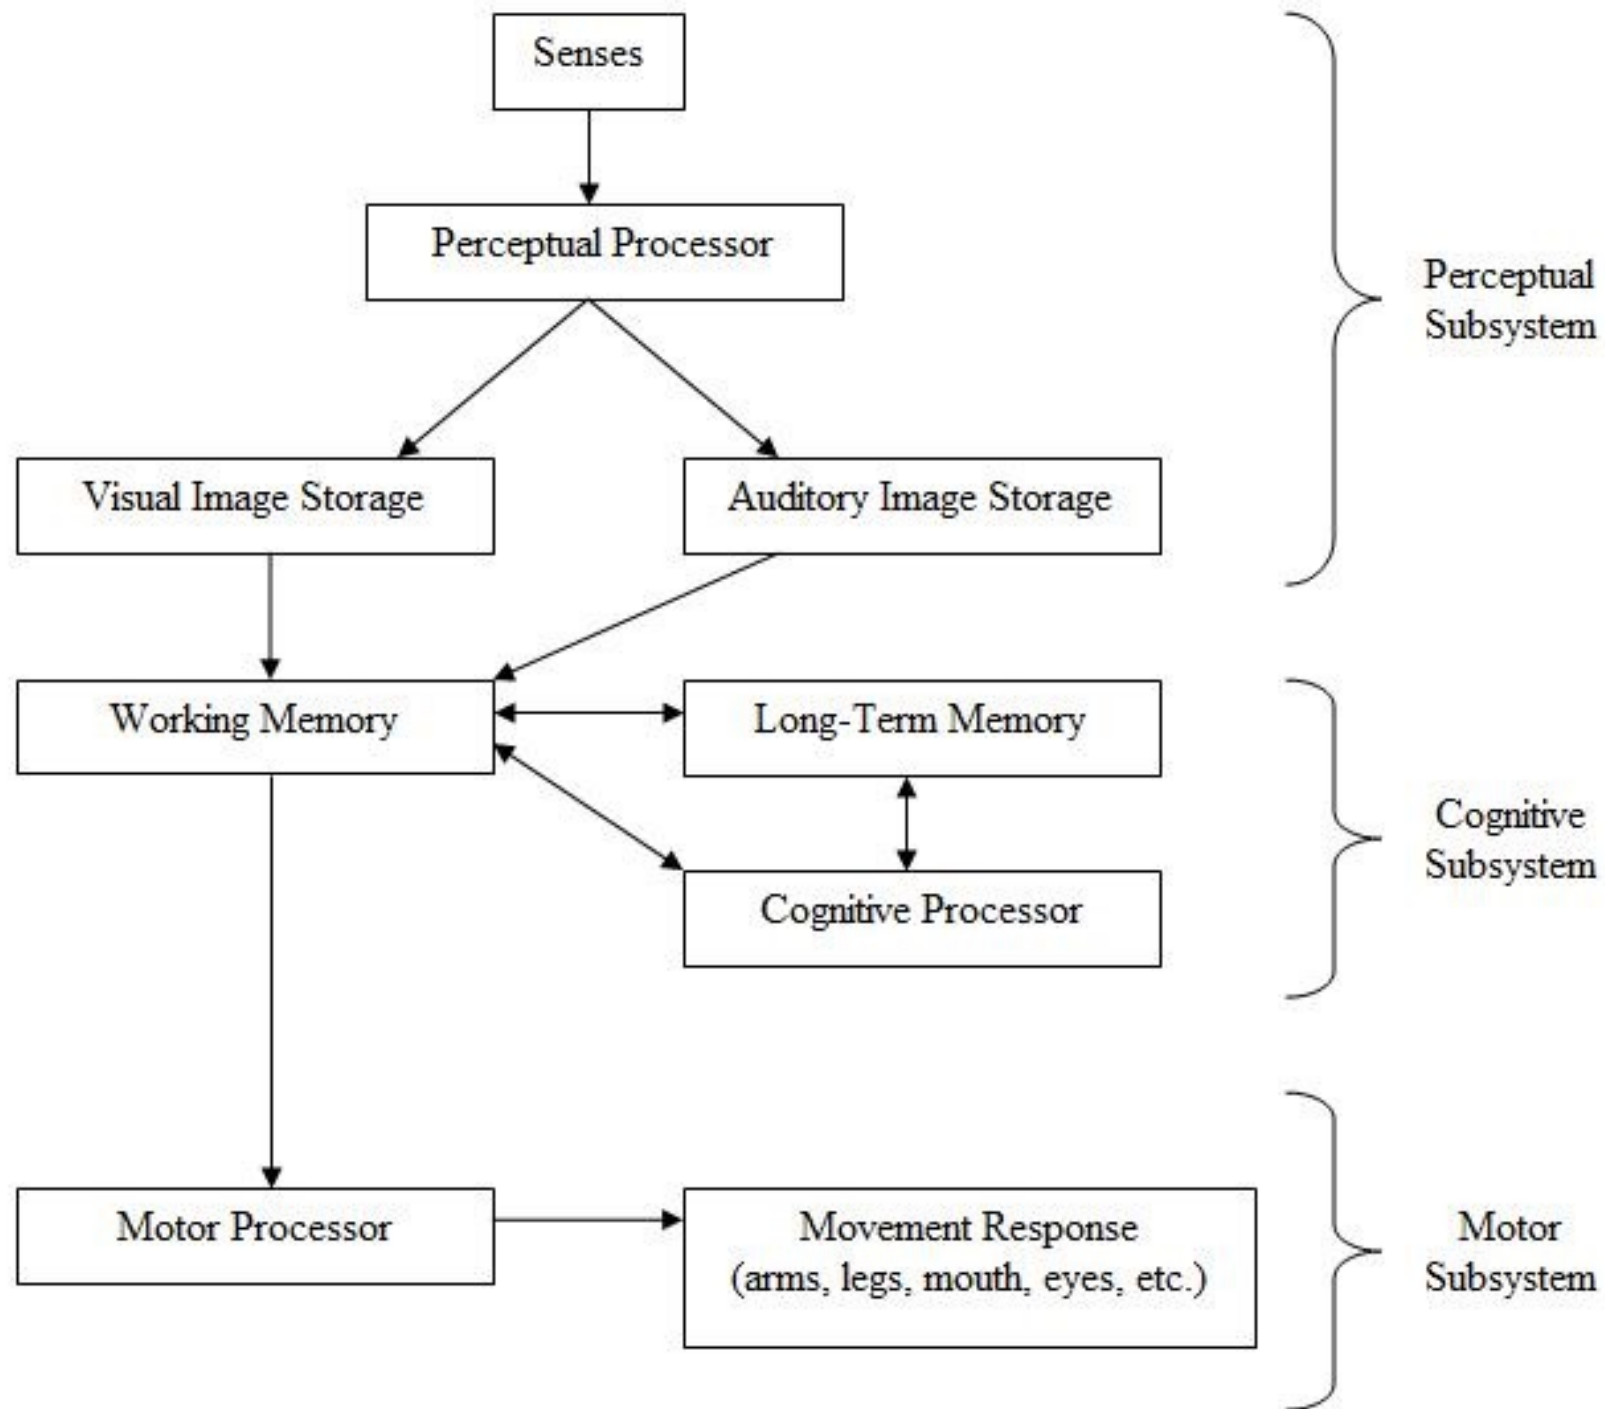 Senses
Perceptual Processor
Perceptual
Subsystem
Visual Image Storage
Auditory Image Storage
Working Memory
Long-Term Memory
Cognitive
Subsystem
Cognitive Processor
Motor Processor
Movement Response
(arms, legs, mouth, eyes, etc.)
Motor
Subsystem